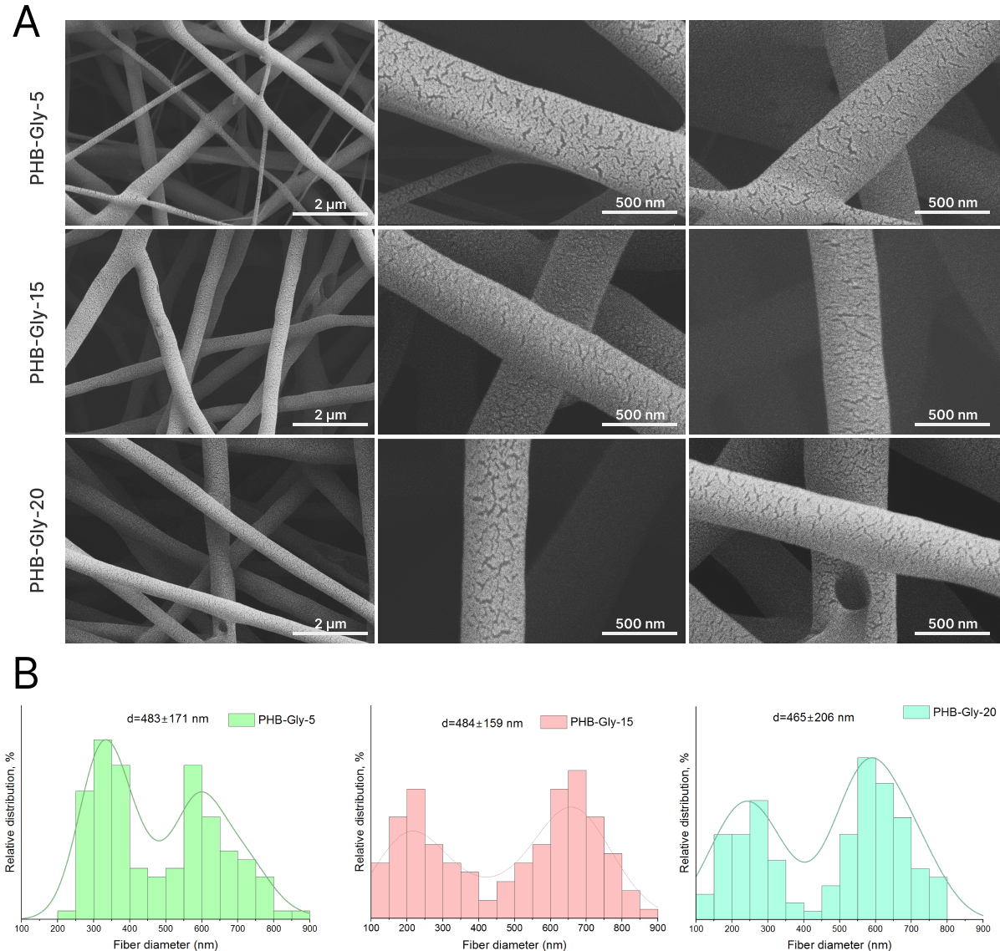 A
PHB-Gly-5
2 µm
500 nm
500 nm
PHB-Gly-15
2 µm
500 nm
500 nm
PHB-Gly-20
2 µm
500 nm
500 nm
B
d=483±171 nm
PHB-Gly-5
Relative distribution, %
100 200 300 400 500 600 700 800 900
Fiber diameter (nm)
d=484±159 nm
PHB-Gly-15
Relative distribution, %
100 200 300 400 500 600 700 800 900
Fiber diameter (nm)
d=465±206 nm
PHB-Gly-20
Relative distribution, %
100 200 300 400 500 600 700 800 900
Fiber diameter (nm)